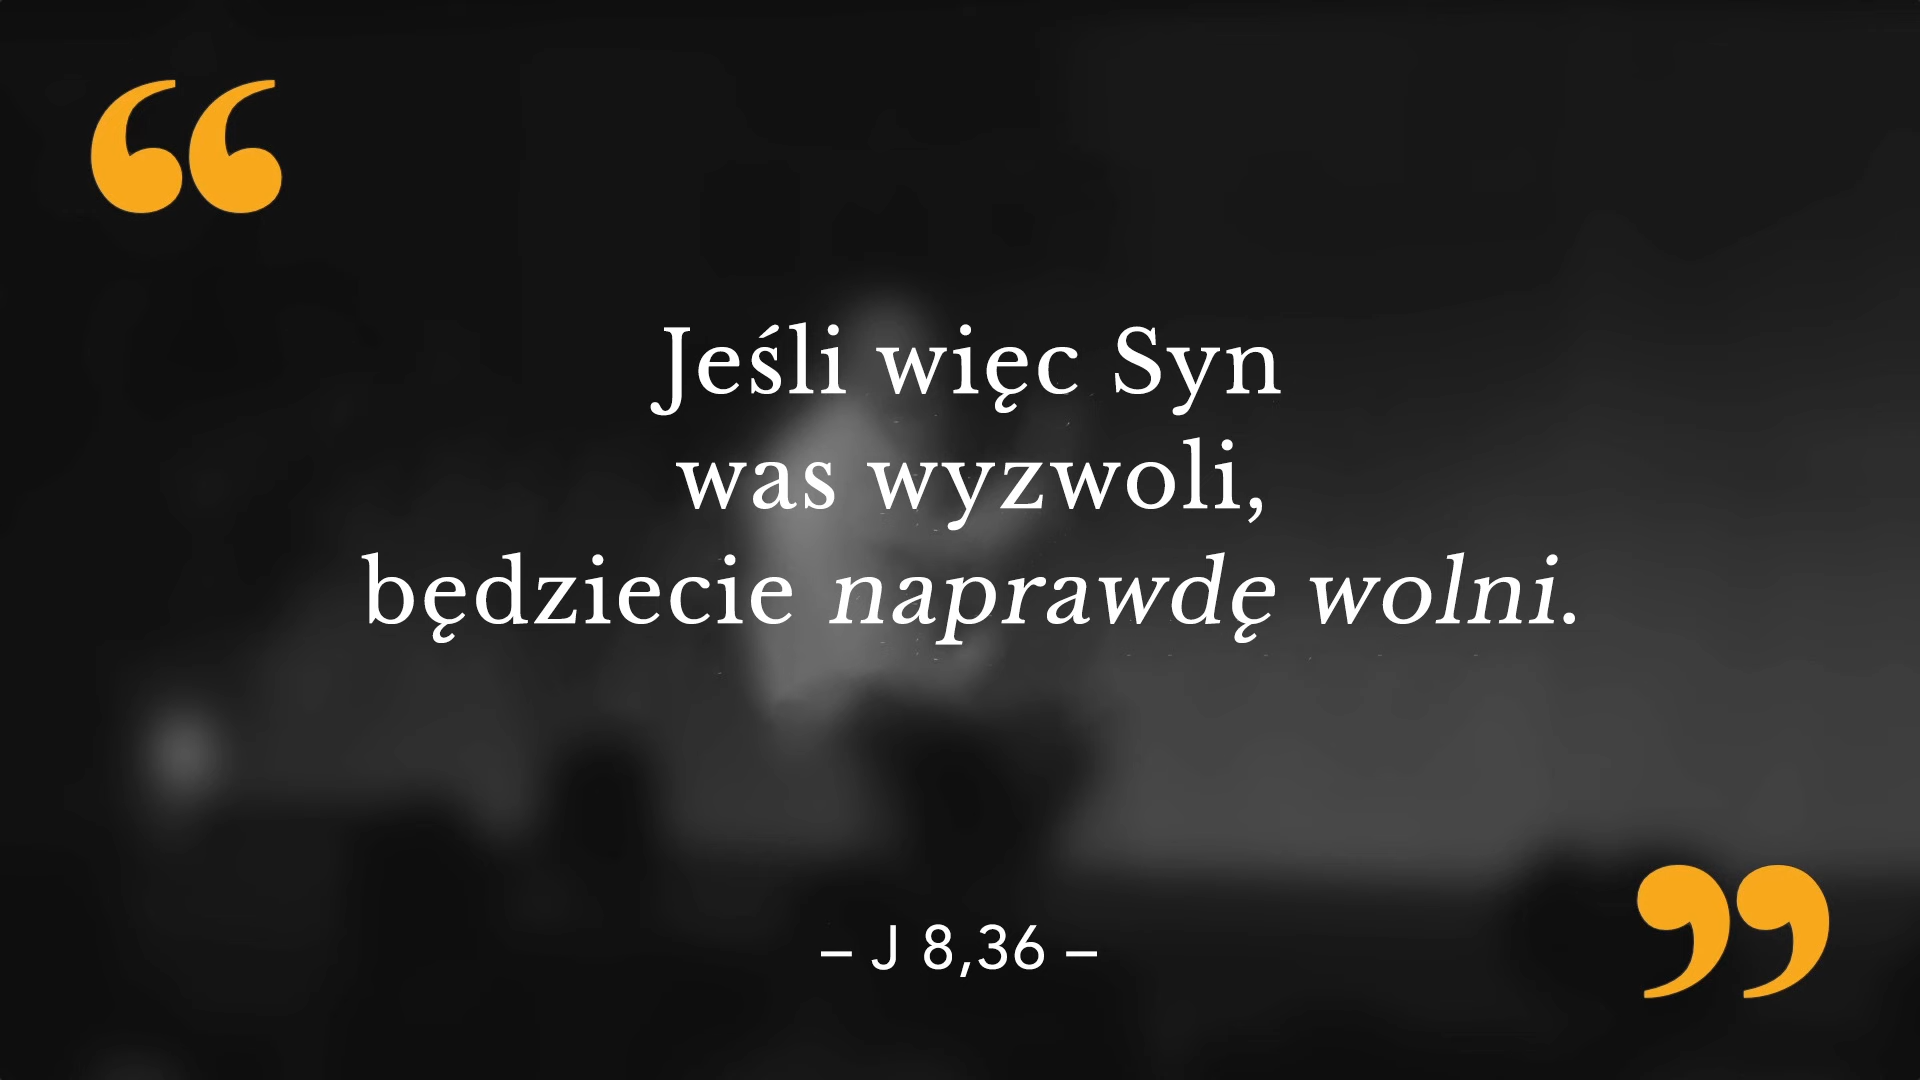 “
Jeśli więc Syn
was wyzwoli,
będziecie naprawdę wolni.
– J 8,36 –
”